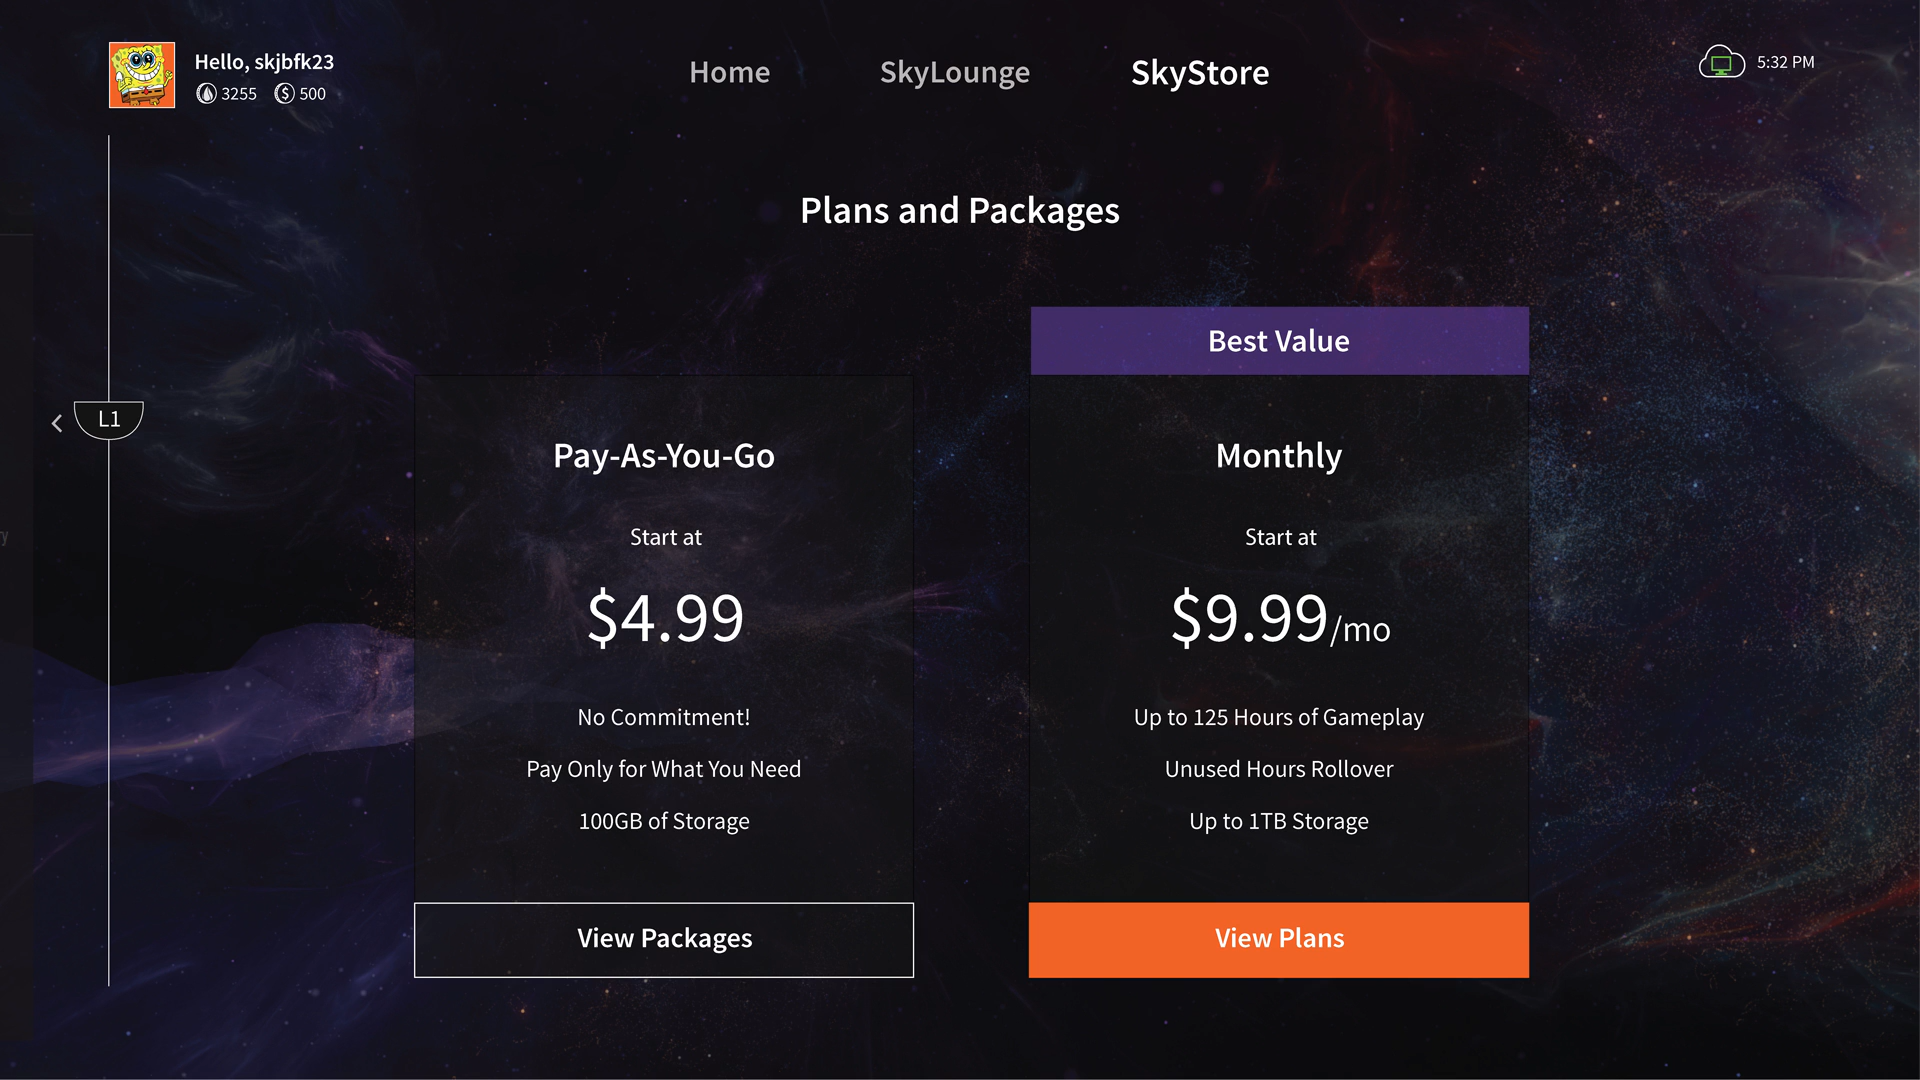 Hello, skjbfk23
3255 500
Home SkyLounge SkyStore
5:32 PM
Plans and Packages
L1
Pay-As-You-Go
Start at
$4.99
No Commitment!
Pay Only for What You Need
100GB of Storage
View Packages
Best Value
Monthly
Start at
$9.99/mo
Up to 125 Hours of Gameplay
Unused Hours Rollover
Up to 1TB Storage
View Plans